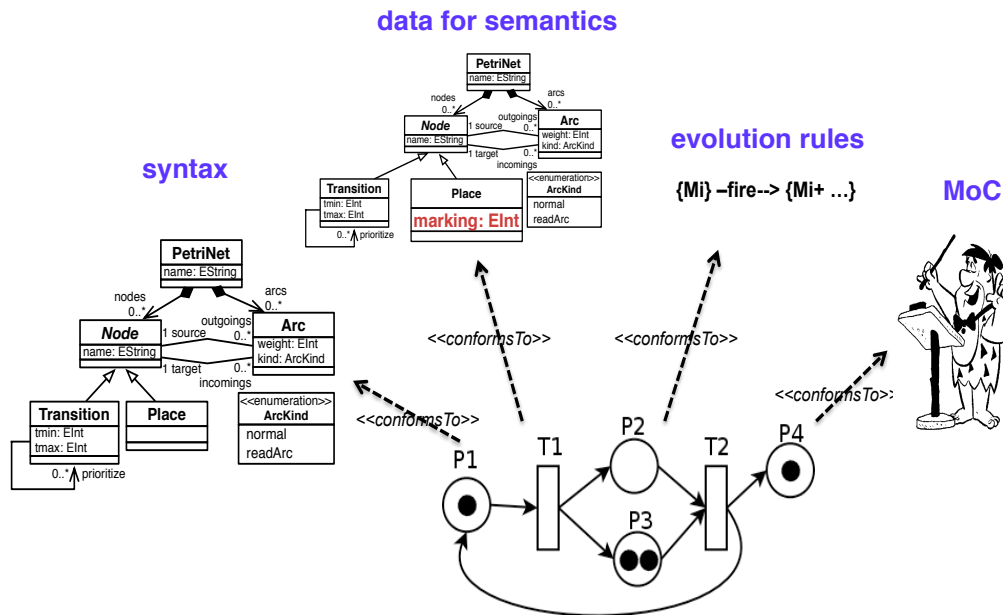 data for semantics
PetriNet
name: EString
nodes
0..*
arcs
0..*
Node
name: EString
1 source
outgoings
0..*
1 target
0..*
incomings
Arc
weight: EInt
kind: ArcKind
Transition
tmin: EInt
tmax: EInt
0..* prioritize
Place
marking: EInt
<<enumeration>>
ArcKind
normal
readArc
evolution rules
{Mi} –fire--> {Mi+ …}
MoC
syntax
PetriNet
name: EString
nodes
0..*
arcs
0..*
Node
name: EString
1 source
outgoings
0..*
1 target
0..*
incomings
Arc
weight: EInt
kind: ArcKind
Transition
tmin: EInt
tmax: EInt
0..* prioritize
Place
<<enumeration>>
ArcKind
normal
readArc
<<conformsTo>>
<<conformsTo>>
<<conformsTo>>
<<conformsTo>>
P1
T1
P2
P3
T2
P4